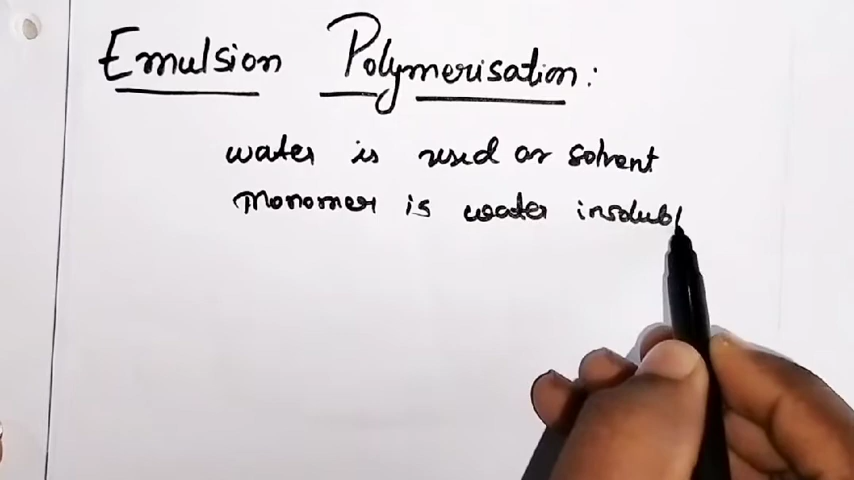 Emulsion Polymerisation:
water is used as solvent
Monomer is water insolubl